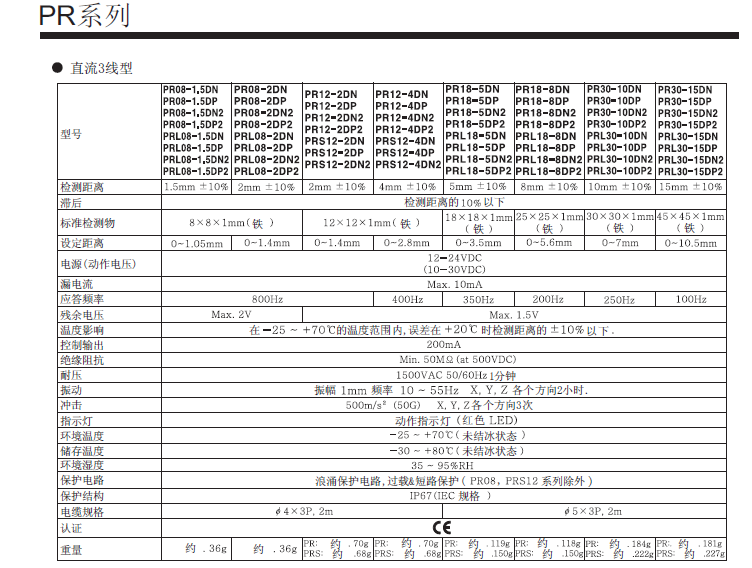 PR系列
● 直流3线型
型号
PR08-1.5DN
PR08-1.5DP
PR08-1.5DN2
PR08-1.5DP2
PRL08-1.5DN
PRL08-1.5DP
PRL08-1.5DN2
PRL08-1.5DP2
PR08-2DN
PR08-2DP
PR08-2DN2
PR08-2DP2
PRL08-2DN
PRL08-2DP
PRL08-2DN2
PRL08-2DP2
PR12-2DN
PR12-2DP
PR12-2DN2
PR12-2DP2
PRS12-2DN
PRS12-2DP
PRS12-2DN2
PR12-4DN
PR12-4DP
PR12-4DN2
PR12-4DP2
PRS12-4DN
PRS12-4DP
PRS12-4DN2
PR18-5DN
PR18-5DP
PR18-5DN2
PR18-5DP2
PRL18-5DN
PRL18-5DP
PRL18-5DN2
PRL18-5DP2
PR18-8DN
PR18-8DP
PR18-8DN2
PR18-8DP2
PRL18-8DN
PRL18-8DP
PRL18-8DN2
PRL18-8DP2
PR30-10DN
PR30-10DP
PR30-10DN2
PR30-10DP2
PRL30-10DN
PRL30-10DP
PRL30-10DN2
PRL30-10DP2
PR30-15DN
PR30-15DP
PR30-15DN2
PR30-15DP2
PRL30-15DN
PRL30-15DP
PRL30-15DN2
PRL30-15DP2
检测距离 1.5mm ±10% 2mm ±10% 2mm ±10% 4mm ±10% 5mm ±10% 8mm ±10% 10mm ±10% 15mm ±10%
滞后 检测距离的10%以下
标准检测物 8×8×1mm(铁 ) 12×12×1mm( 铁 ) 18×18×1mm ( 铁 ) 25×25×1mm ( 铁 ) 30×30×1mm ( 铁 ) 45×45×1mm ( 铁 )
设定距离 0~1.05mm 0~1.4mm 0~1.4mm 0~2.8mm 0~3.5mm 0~5.6mm 0~7mm 0~10.5mm
电源(动作电压) 12-24VDC
(10-30VDC)
漏电流 Max. 10mA
应答频率 800Hz 400Hz 350Hz 200Hz 250Hz 100Hz
残余电压 Max. 2V Max. 1.5V
温度影响 在 -25 ~ +70℃的温度范围内,误差在 +20℃ 时检测距离的 ±10%以下 .
控制输出 200mA
绝缘阻抗 Min. 50MΩ (at 500VDC)
耐压 1500VAC 50/60Hz 1分钟
振动 振幅 1mm 频率 10 ~ 55Hz X, Y, Z 各个方向2小时.
冲击 500m/s² (50G) X, Y, Z各个方向3次
指示灯 动作指示灯 (红色 LED)
环境温度 -25 ~ +70℃ ( 未结冰状态 )
储存温度 -30 ~ +80℃ ( 未结冰状态 )
环境湿度 35 ~ 95%RH
保护电路 浪涌保护电路,过载&短路保护 ( PR08, PRS12 系列除外 )
保护结构 IP67(IEC 规格 )
电缆规格 ϕ4×3P, 2m ϕ5×3P, 2m
认证 CE
重量 约 .36g 约 .36g PR: 约 .70g PR: 约 .70g PR: 约 .119g PR: 约 .118g PR: 约 .184g PR: 约 .181g
PRS: 约 .68g PRS: 约 .68g PRS: 约 .150g PRS: 约 .150g PRS: 约 .222g PRS: 约 .227g